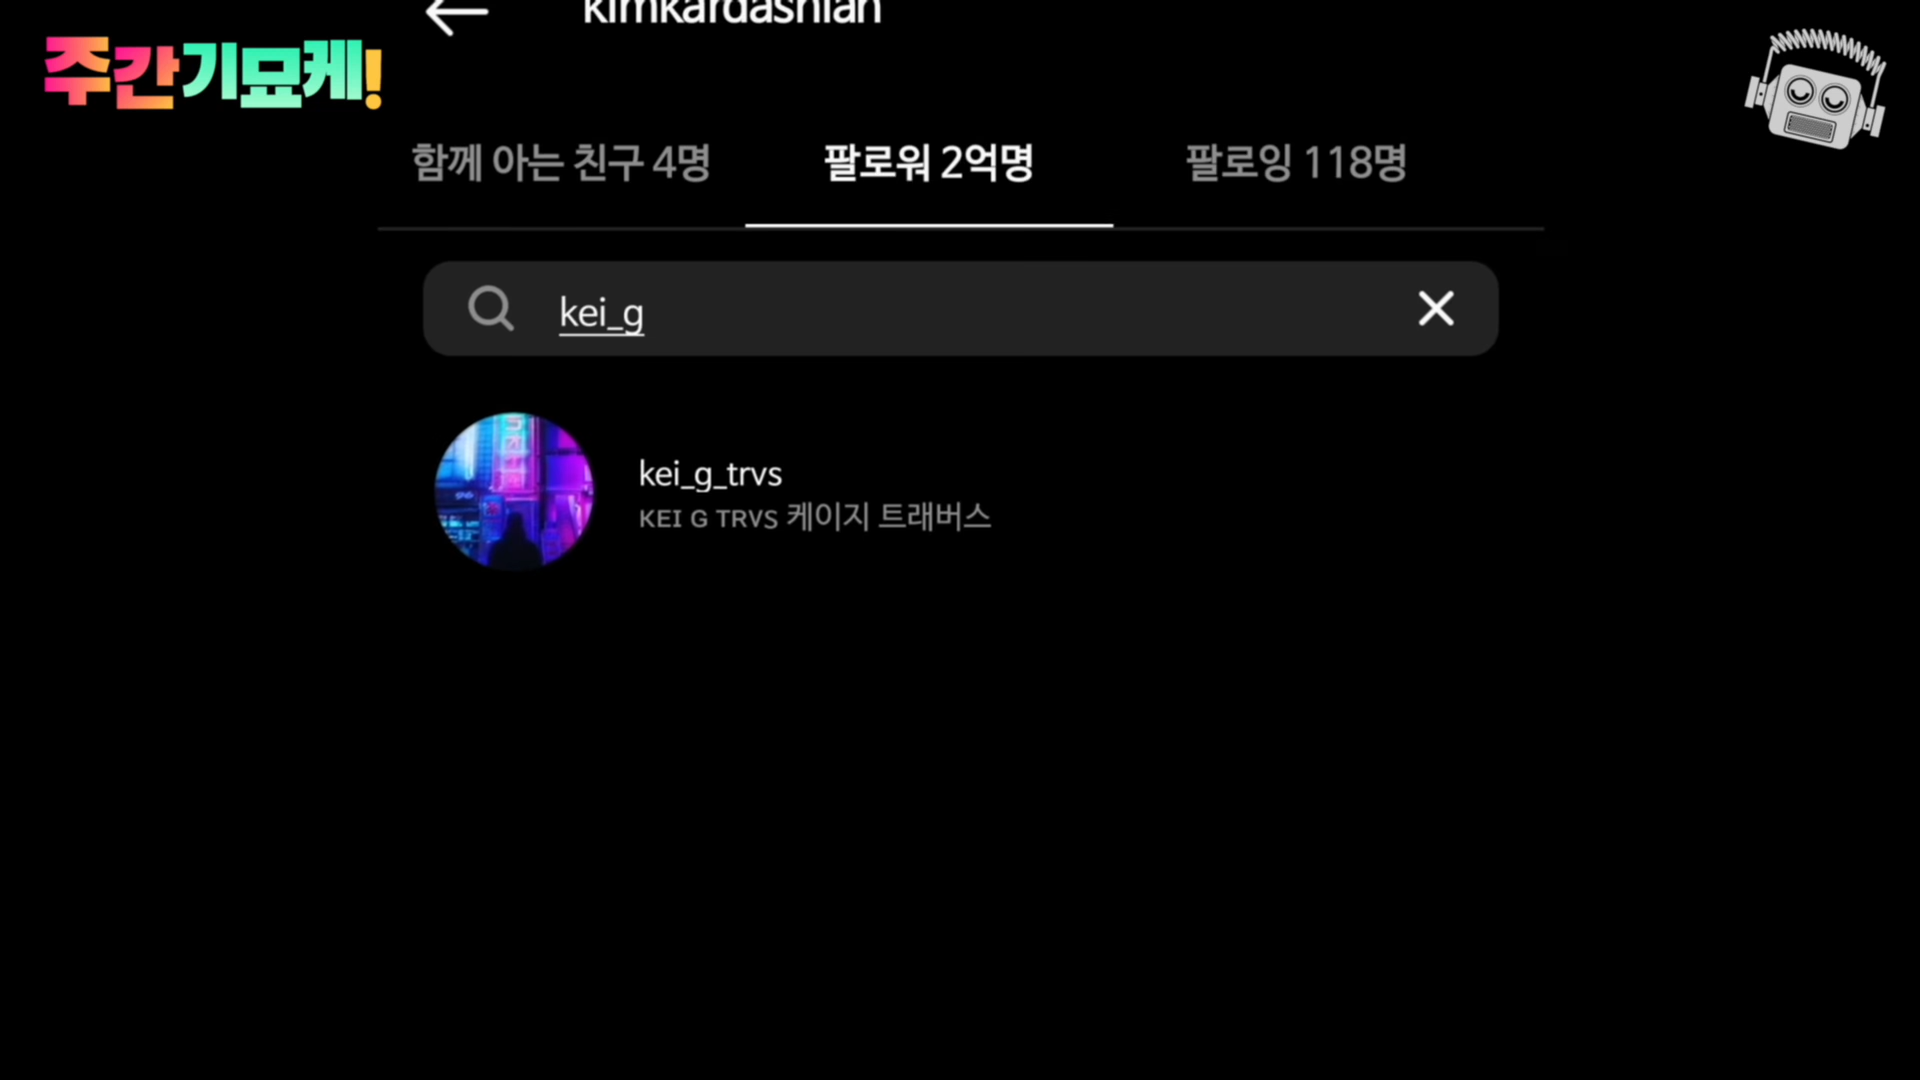 kimkardashian
주간기묘케!
함께 아는 친구 4명
팔로워 2억명
팔로잉 118명
kei_g
kei_g_trvs
KEI G TRVS 케이지 트래버스